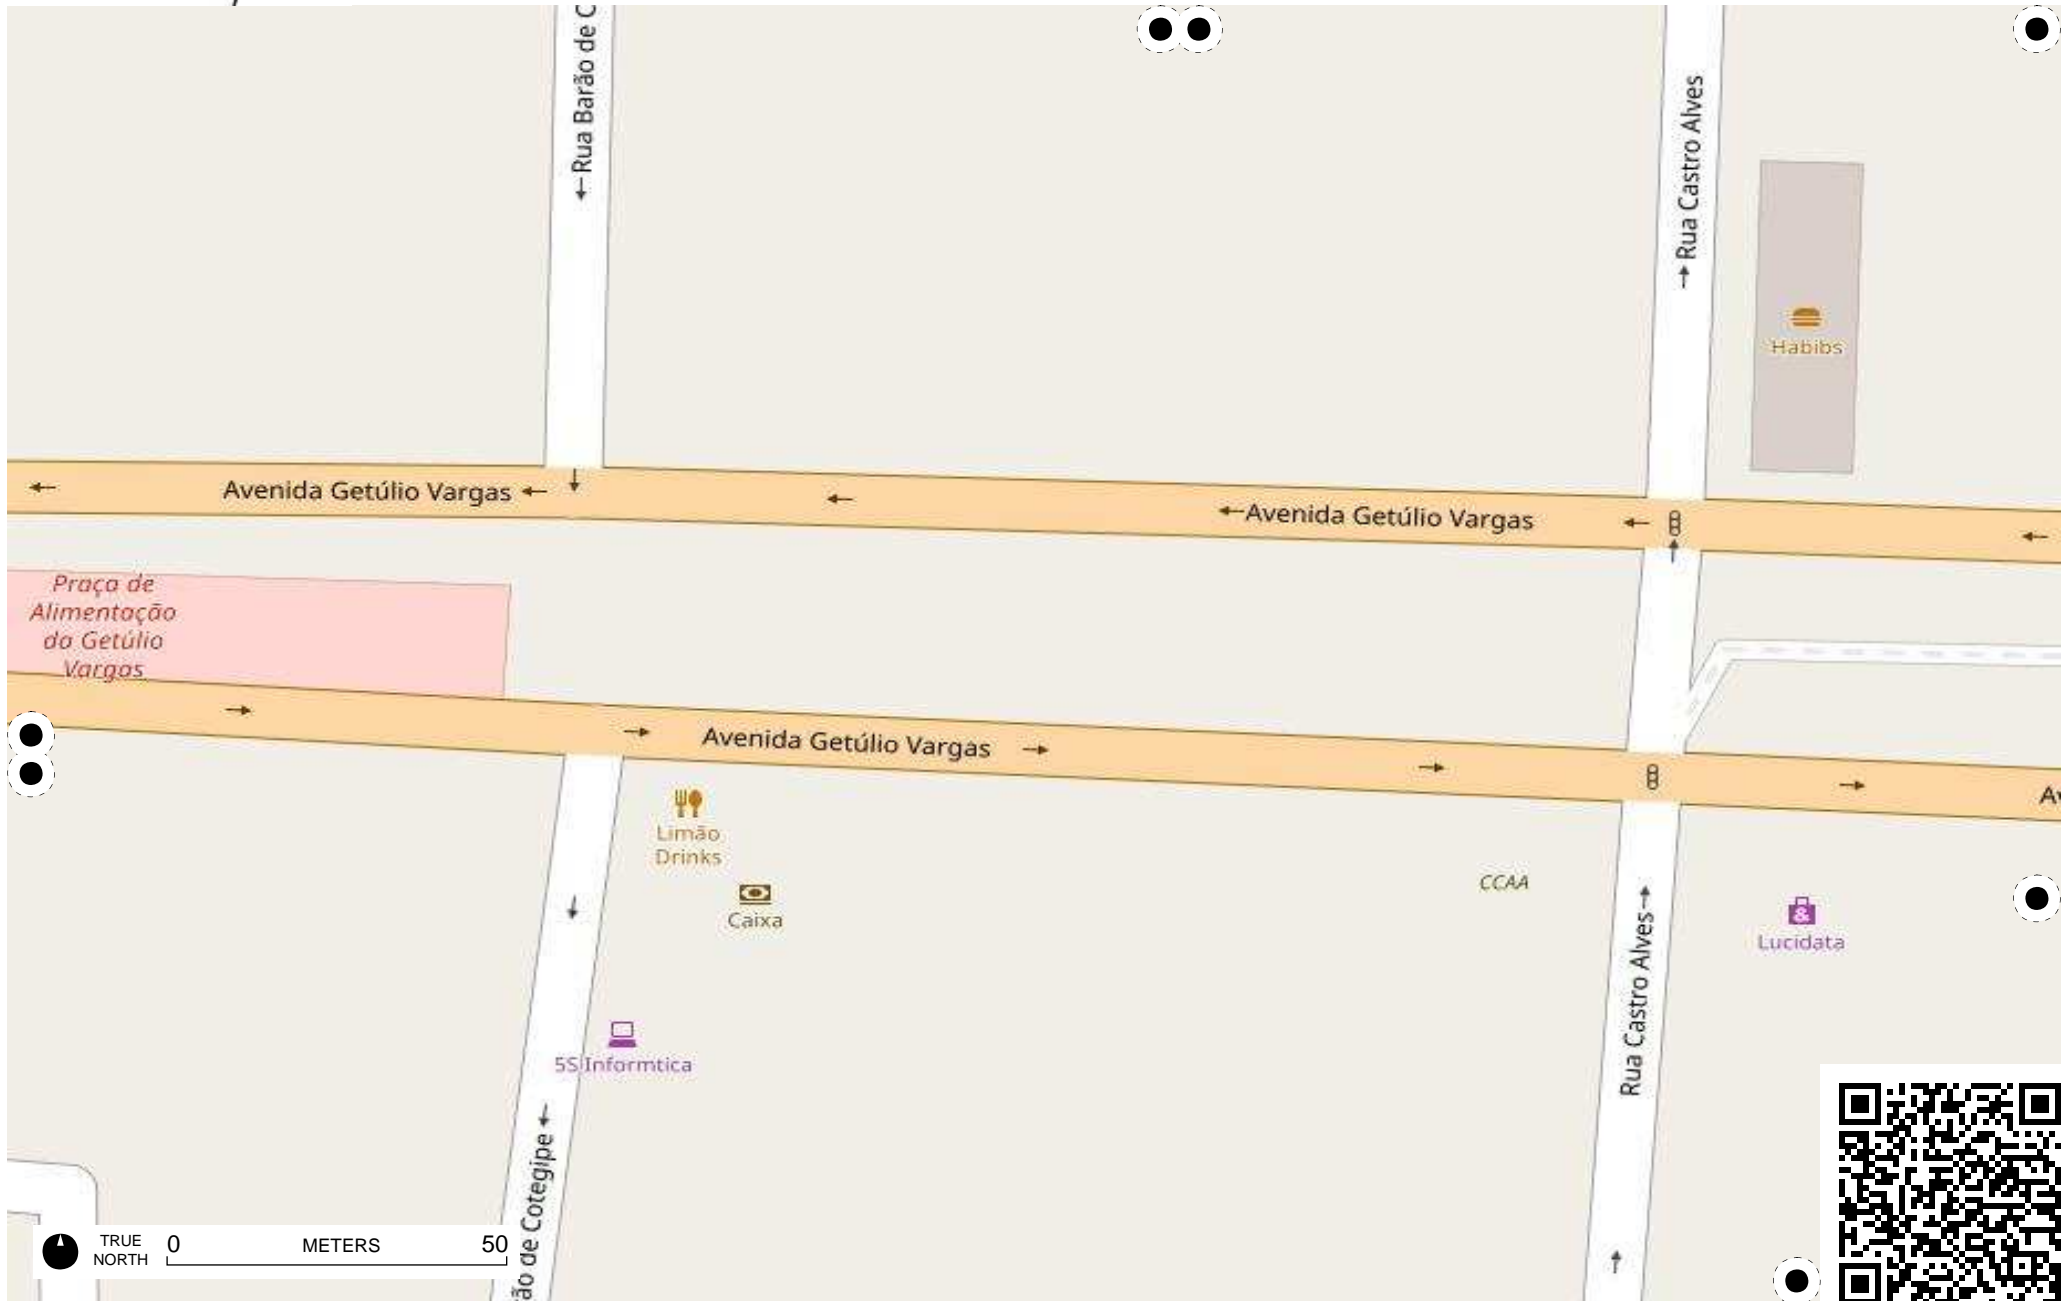 ←Rua Barão de C
→Rua Castro Alves
Habibs
Avenida Getúlio Vargas
←Avenida Getúlio Vargas
Praça de
Alimentação
da Getúlio
Vargas
Avenida Getúlio Vargas
Av
Limão
Drinks
Caixa
CCAA
&
Lucidata
Rua Castro Alves→
5S Informtica
ão de Cotegipe
TRUE
NORTH
0 METERS 50